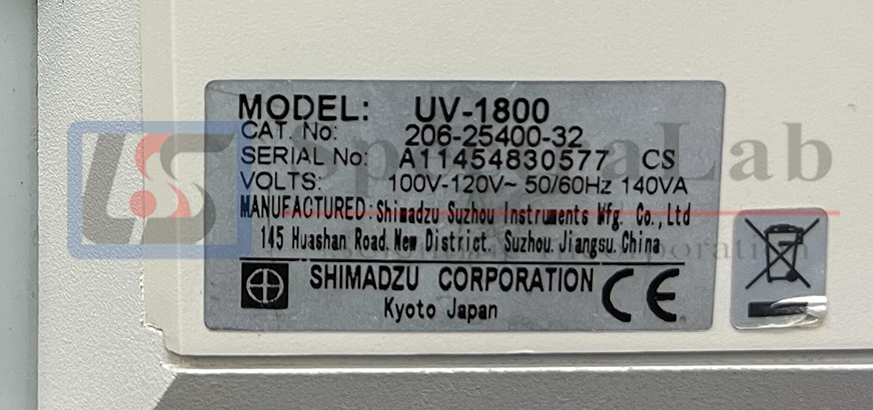 MODEL: UV-1800
CAT. No: 206-25400-32
SERIAL No: A11454830577 CS
VOLTS: 100V-120V~ 50/60Hz 140VA
MANUFACTURED: Shimadzu Suzhou Instruments Mfg. Co., Ltd
145 Huashan Road. New District. Suzhou. Jiangsu. China
SHIMADZU CORPORATION
Kyoto Japan
CE